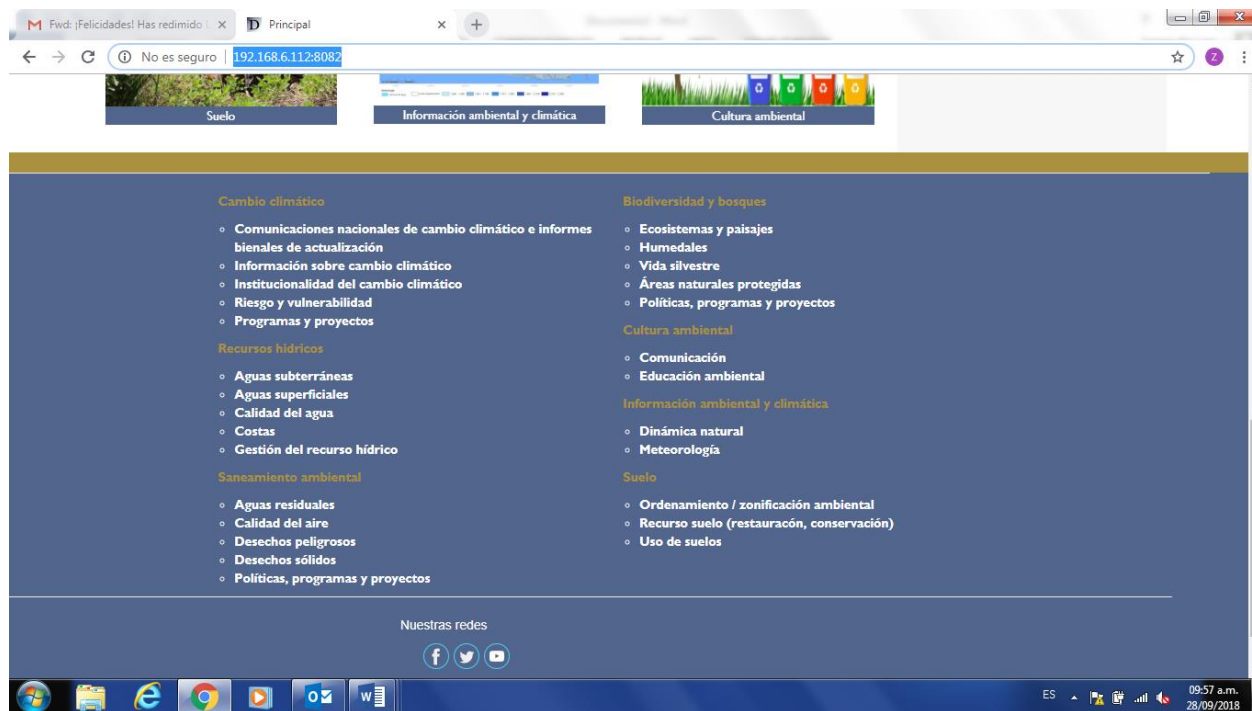 Fwd: ¡Felicidades! Has redimido
Principal
No es seguro | 192.168.6.112:8082
Suelo
Información ambiental y climática
Cultura ambiental
Cambio climático
Comunicaciones nacionales de cambio climático e informes
bienales de actualización
Información sobre cambio climático
Institucionalidad del cambio climático
Riesgo y vulnerabilidad
Programas y proyectos
Recursos hídricos
Aguas subterráneas
Aguas superficiales
Calidad del agua
Costas
Gestión del recurso hídrico
Saneamiento ambiental
Aguas residuales
Calidad del aire
Desechos peligrosos
Desechos sólidos
Políticas, programas y proyectos
Biodiversidad y bosques
Ecosistemas y paisajes
Humedales
Vida silvestre
Áreas naturales protegidas
Políticas, programas y proyectos
Cultura ambiental
Comunicación
Educación ambiental
Información ambiental y climática
Dinámica natural
Meteorología
Suelo
Ordenamiento / zonificación ambiental
Recurso suelo (restauracón, conservación)
Uso de suelos
Nuestras redes
ES
09:57 a.m.
28/09/2018